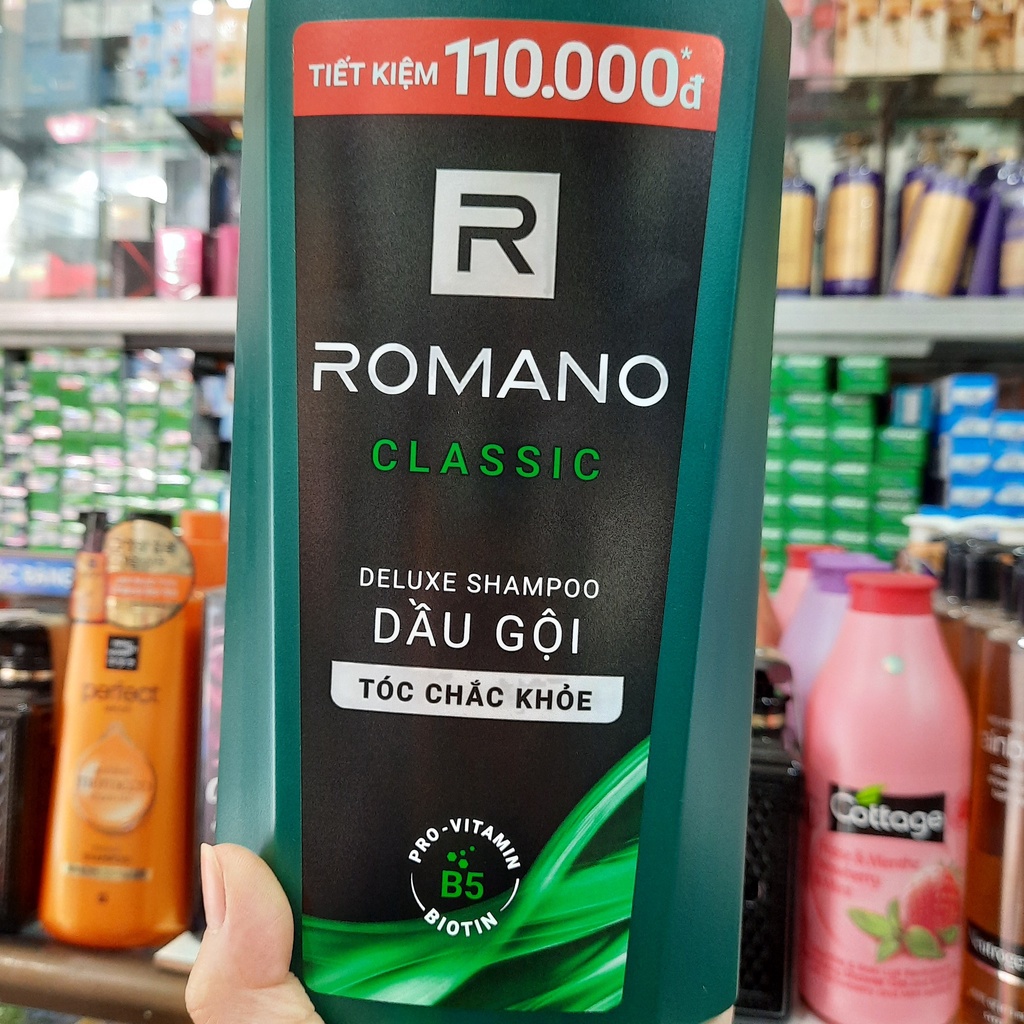 TIẾT KIỆM 110.000đ*
R
ROMANO
CLASSIC
DELUXE SHAMPOO
DẦU GỘI
TÓC CHẮC KHỎE
PRO-VITAMIN
B5
BIOTIN
perfect
Cottage